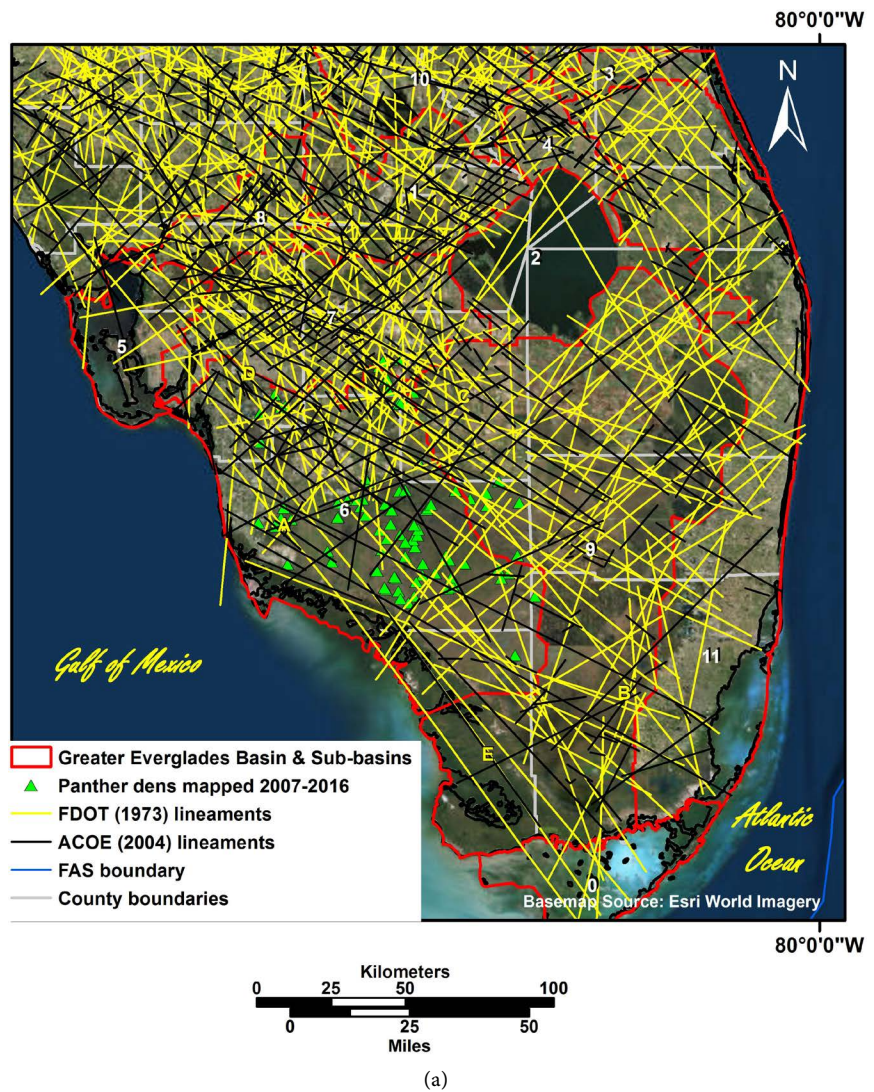 80°0'0"W
N
10
3
4
1
8
2
7
5
D
C
6
A
9
11
B
Gulf of Mexico
E
Greater Everglades Basin & Sub-basins
Panther dens mapped 2007-2016
FDOT (1973) lineaments
ACOE (2004) lineaments
FAS boundary
County boundaries
Atlantic
Ocean
0
Basemap Source: Esri World Imagery
80°0'0"W
Kilometers
0 25 50 100
0 25 50
Miles
(a)